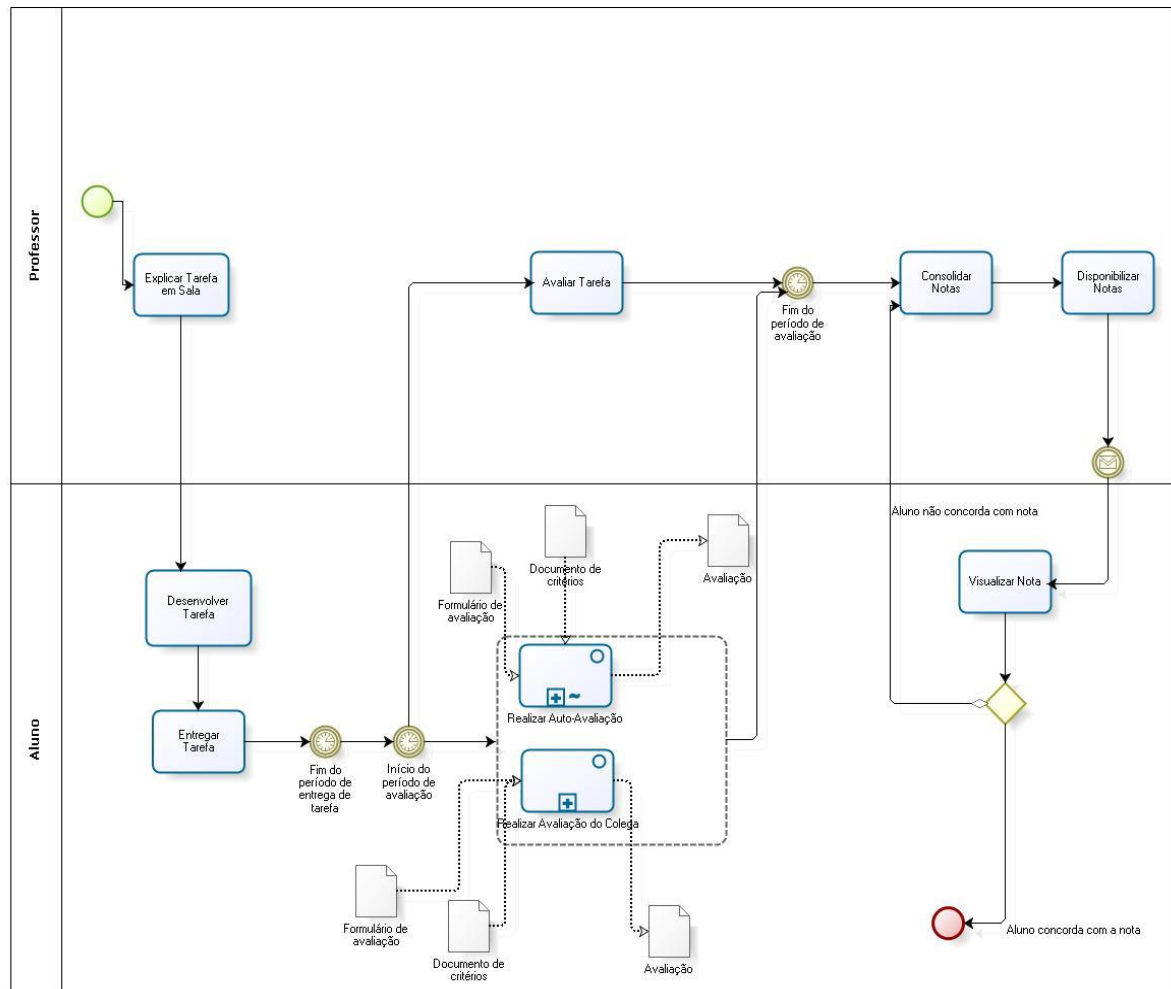 Professor
Explicar Tarefa
em Sala
Avaliar Tarefa
Fim do
período de
avaliação
Consolidar
Notas
Disponibilizar
Notas
Aluno
Aluno não concorda com nota
Documento de
critérios
Avaliação
Formulário de
avaliação
Visualizar Nota
Desenvolver
Tarefa
Realizar Auto-Avaliação
Entregar
Tarefa
Fim do
período de
entrega de
tarefa
Início do
período de
avaliação
Realizar Avaliação do Colega
Formulário de
avaliação
Documento de
critérios
Avaliação
Aluno concorda com a nota